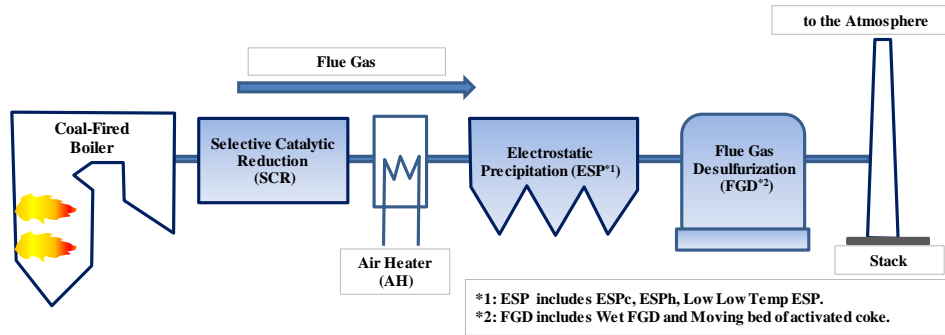 to the Atmosphere
Flue Gas
Coal-Fired
Boiler
Selective Catalytic
Reduction
(SCR)
Electrostatic
Precipitation (ESP*1)
Flue Gas
Desulfurization
(FGD*2)
Air Heater
(AH)
Stack
*1: ESP includes ESPc, ESPh, Low Low Temp ESP.
*2: FGD includes Wet FGD and Moving bed of activated coke.